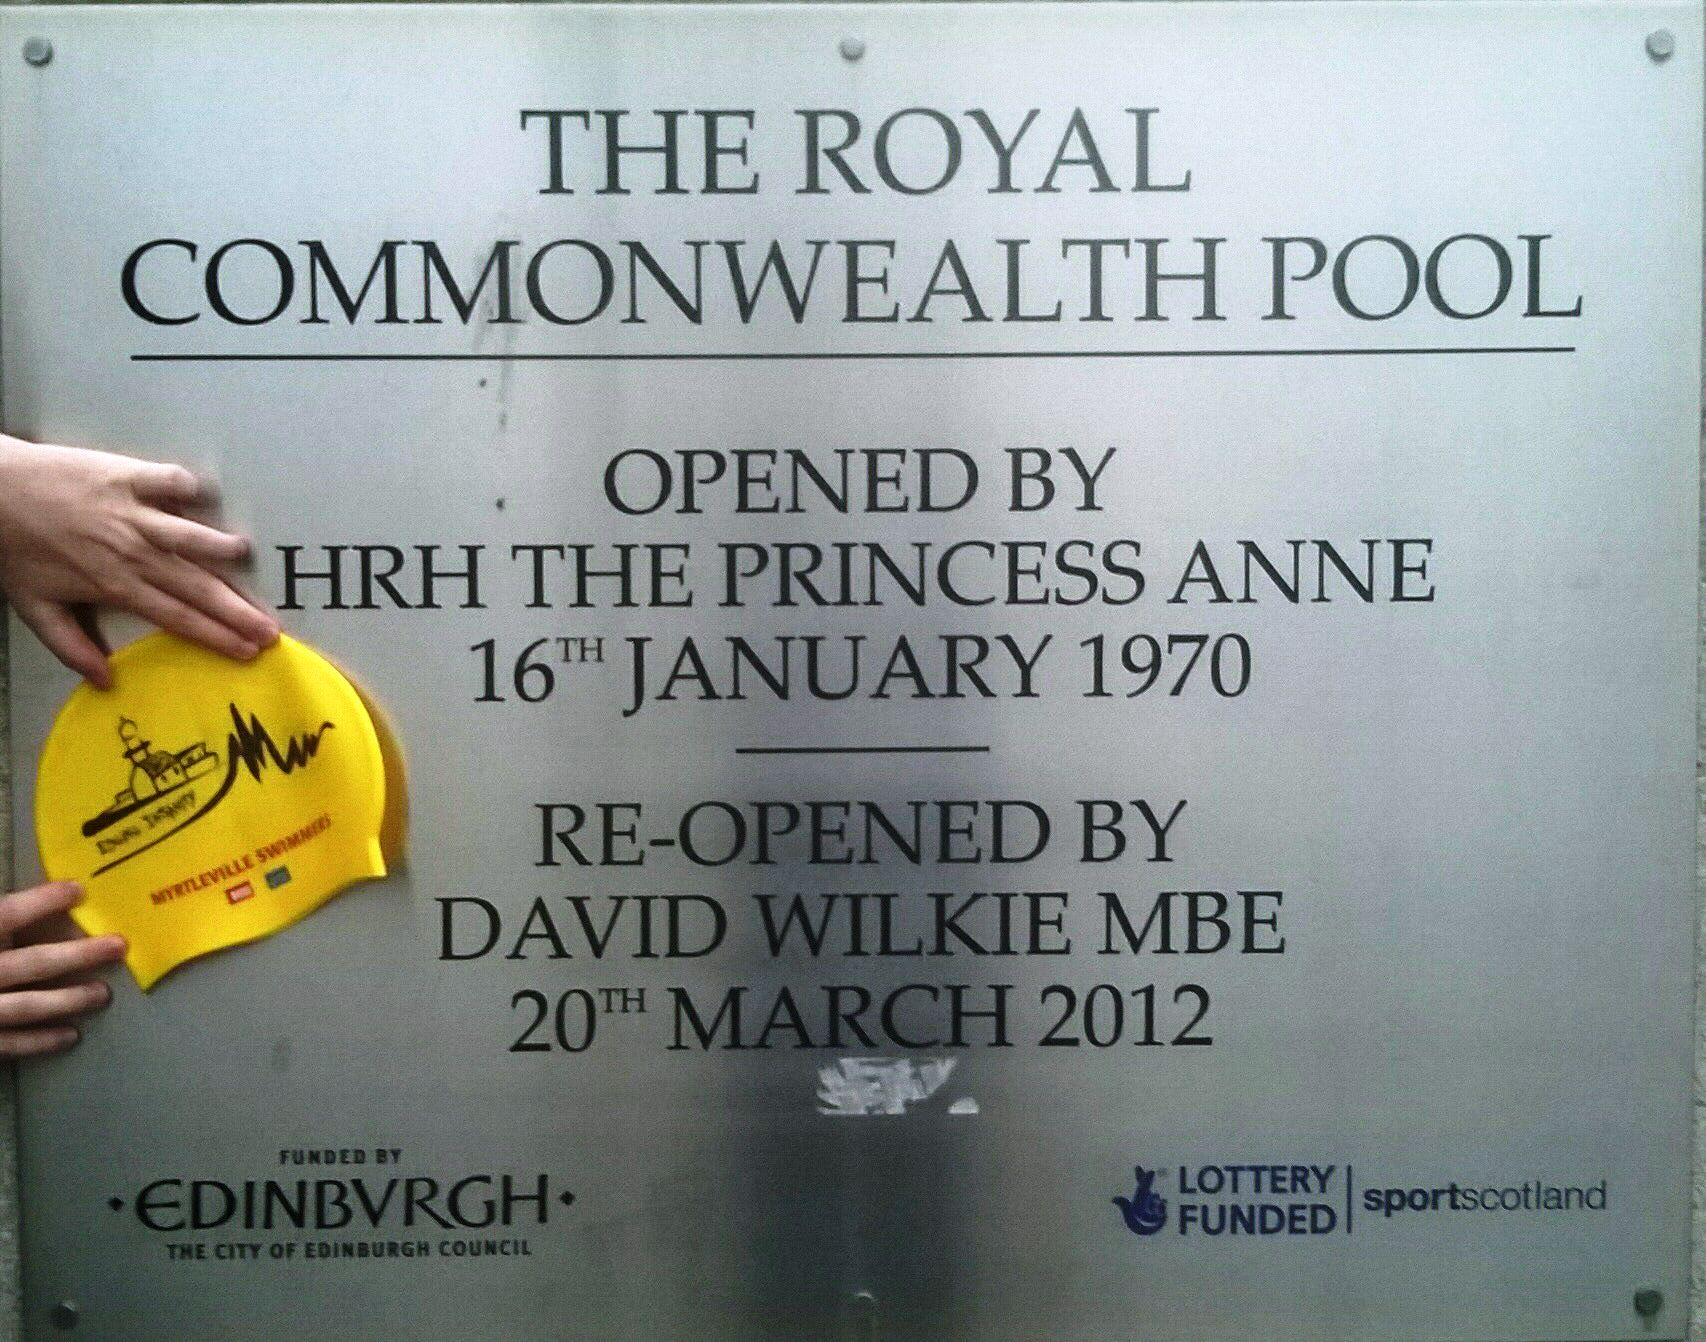 THE ROYAL
COMMONWEALTH POOL
OPENED BY
HRH THE PRINCESS ANNE
16TH JANUARY 1970
RE-OPENED BY
DAVID WILKIE MBE
20TH MARCH 2012
MYRTLEVILLE SWIMMERS
FUNDED BY
EDINBVRGH
THE CITY OF EDINBURGH COUNCIL
LOTTERY
FUNDED
sportscotland